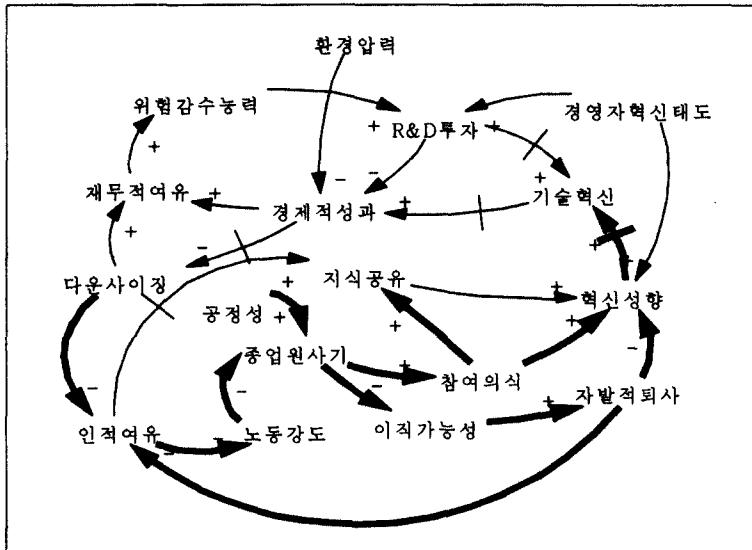 환경압력
위험감수능력
R&D투자
경영자혁신태도
재무적여유
경제적성과
기술혁신
다운사이징
지식공유
혁신성향
공정성
종업원사기
참여의식
자발적퇴사
인적여유
노동강도
이직가능성